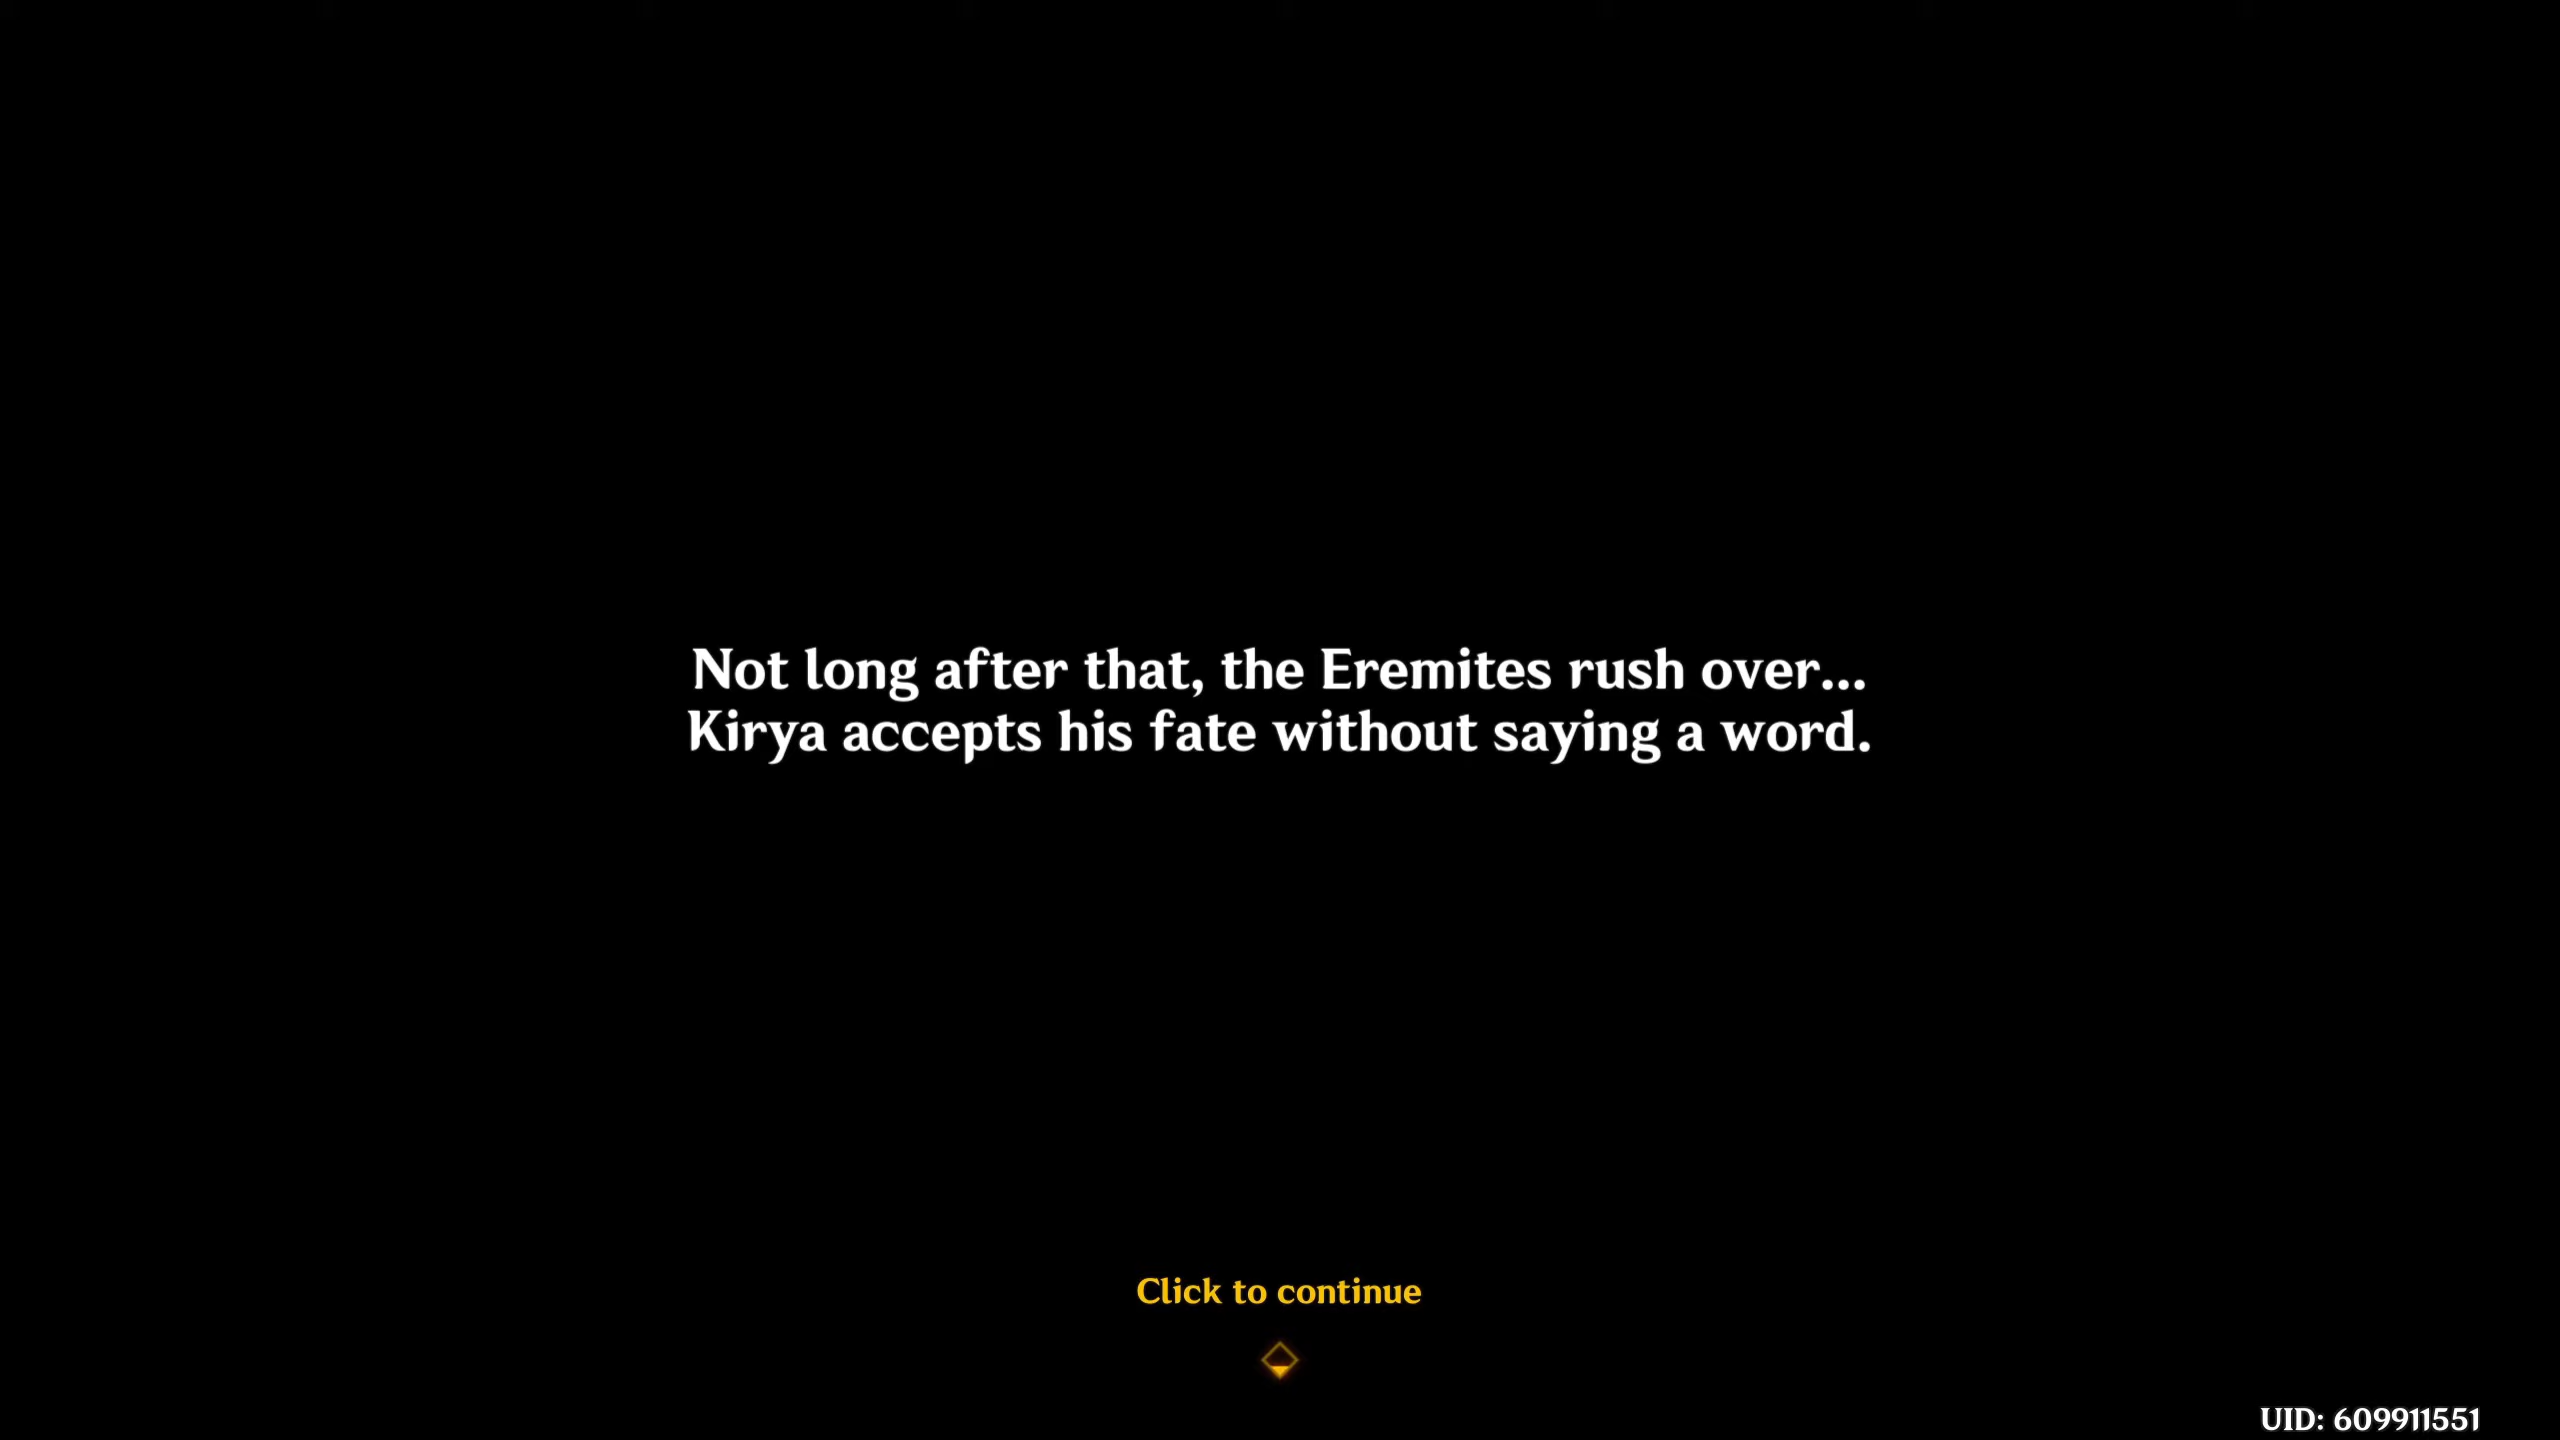 Not long after that, the Eremites rush over...
Kirya accepts his fate without saying a word.
Click to continue
UID: 609911551